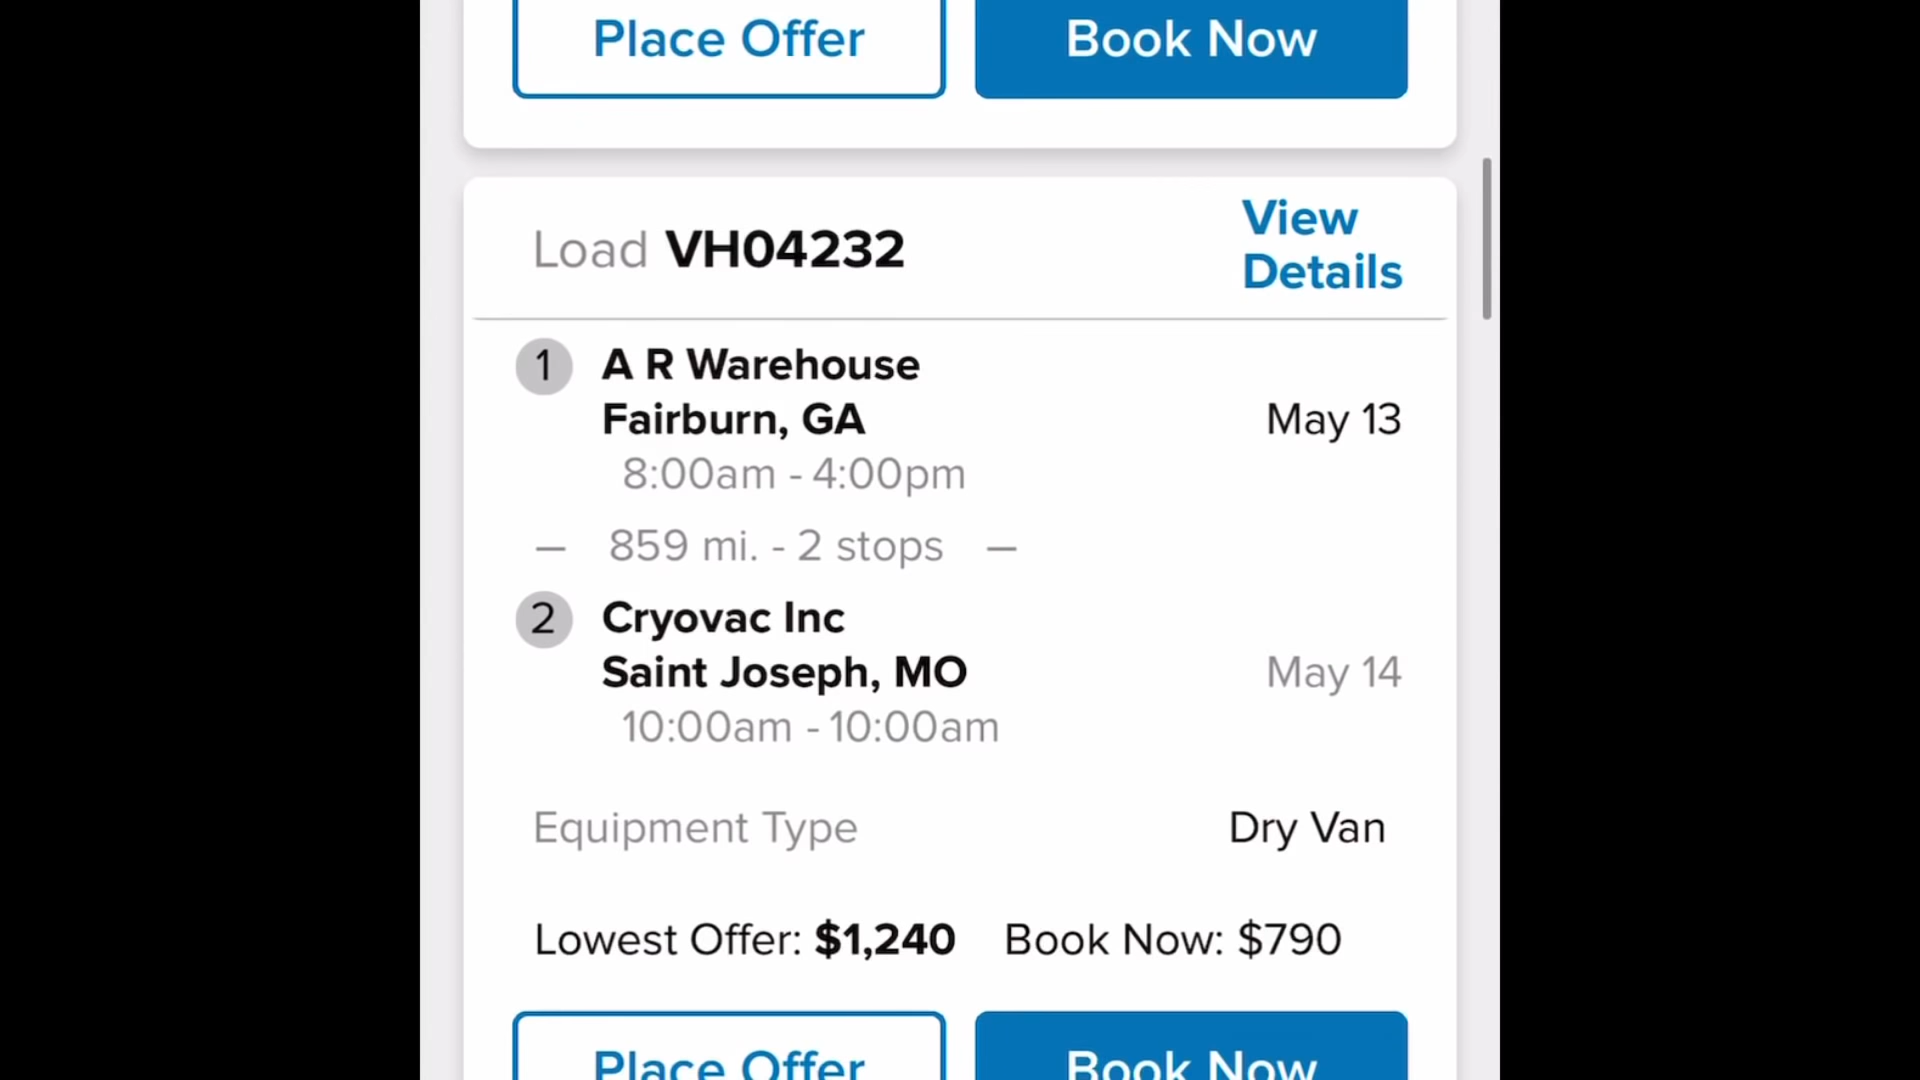 Place Offer
Book Now
Load VH04232
View
Details
1
A R Warehouse
Fairburn, GA
May 13
8:00am - 4:00pm
— 859 mi. - 2 stops —
2
Cryovac Inc
Saint Joseph, MO
May 14
10:00am - 10:00am
Equipment Type
Dry Van
Lowest Offer: $1,240
Book Now: $790
Place Offer
Book Now